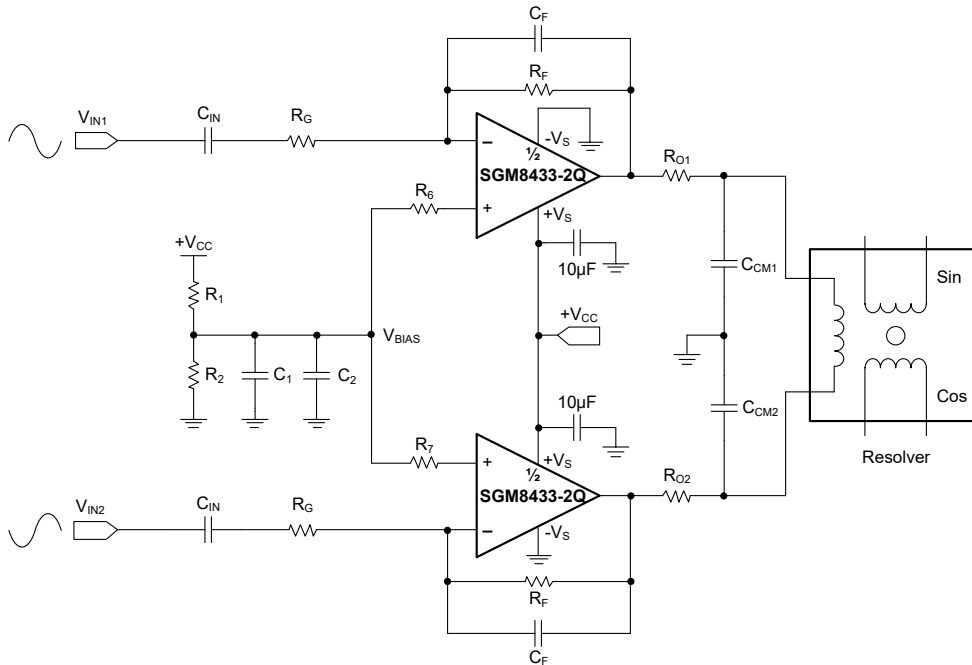 CF
RF
VIN1
CIN
RG
−
-VS
½
SGM8433-2Q
RO1
R6
+
+VS
+VCC
10μF
CCM1
Sin
R1
+VCC
VBIAS
R2
C1
C2
CCM2
Cos
10μF
R7
+
+VS
Resolver
½
SGM8433-2Q
RO2
VIN2
CIN
RG
−
-VS
RF
CF